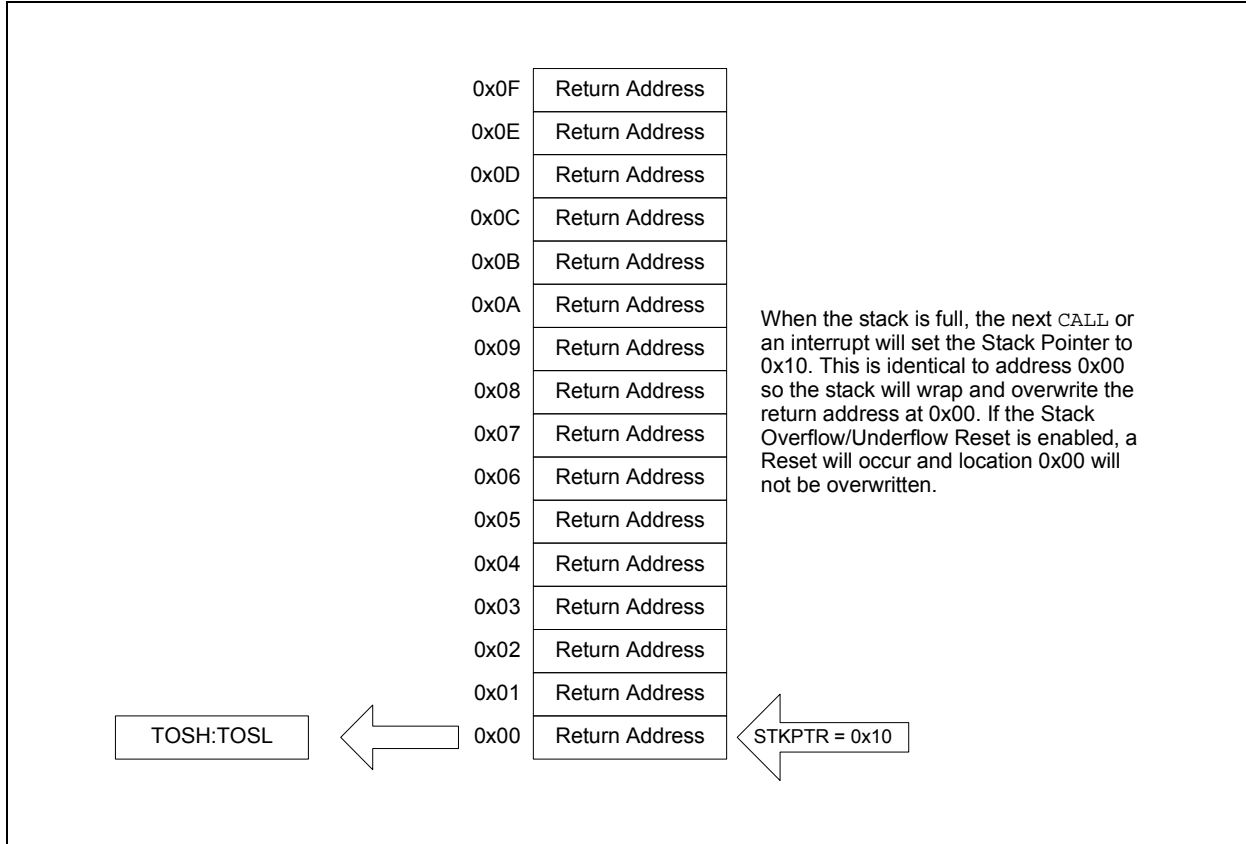 0x0F Return Address
0x0E Return Address
0x0D Return Address
0x0C Return Address
0x0B Return Address
0x0A Return Address
0x09 Return Address
0x08 Return Address
0x07 Return Address
0x06 Return Address
0x05 Return Address
0x04 Return Address
0x03 Return Address
0x02 Return Address
0x01 Return Address
TOSH:TOSL 0x00 Return Address STKPTR = 0x10
When the stack is full, the next CALL or
an interrupt will set the Stack Pointer to
0x10. This is identical to address 0x00
so the stack will wrap and overwrite the
return address at 0x00. If the Stack
Overflow/Underflow Reset is enabled, a
Reset will occur and location 0x00 will
not be overwritten.